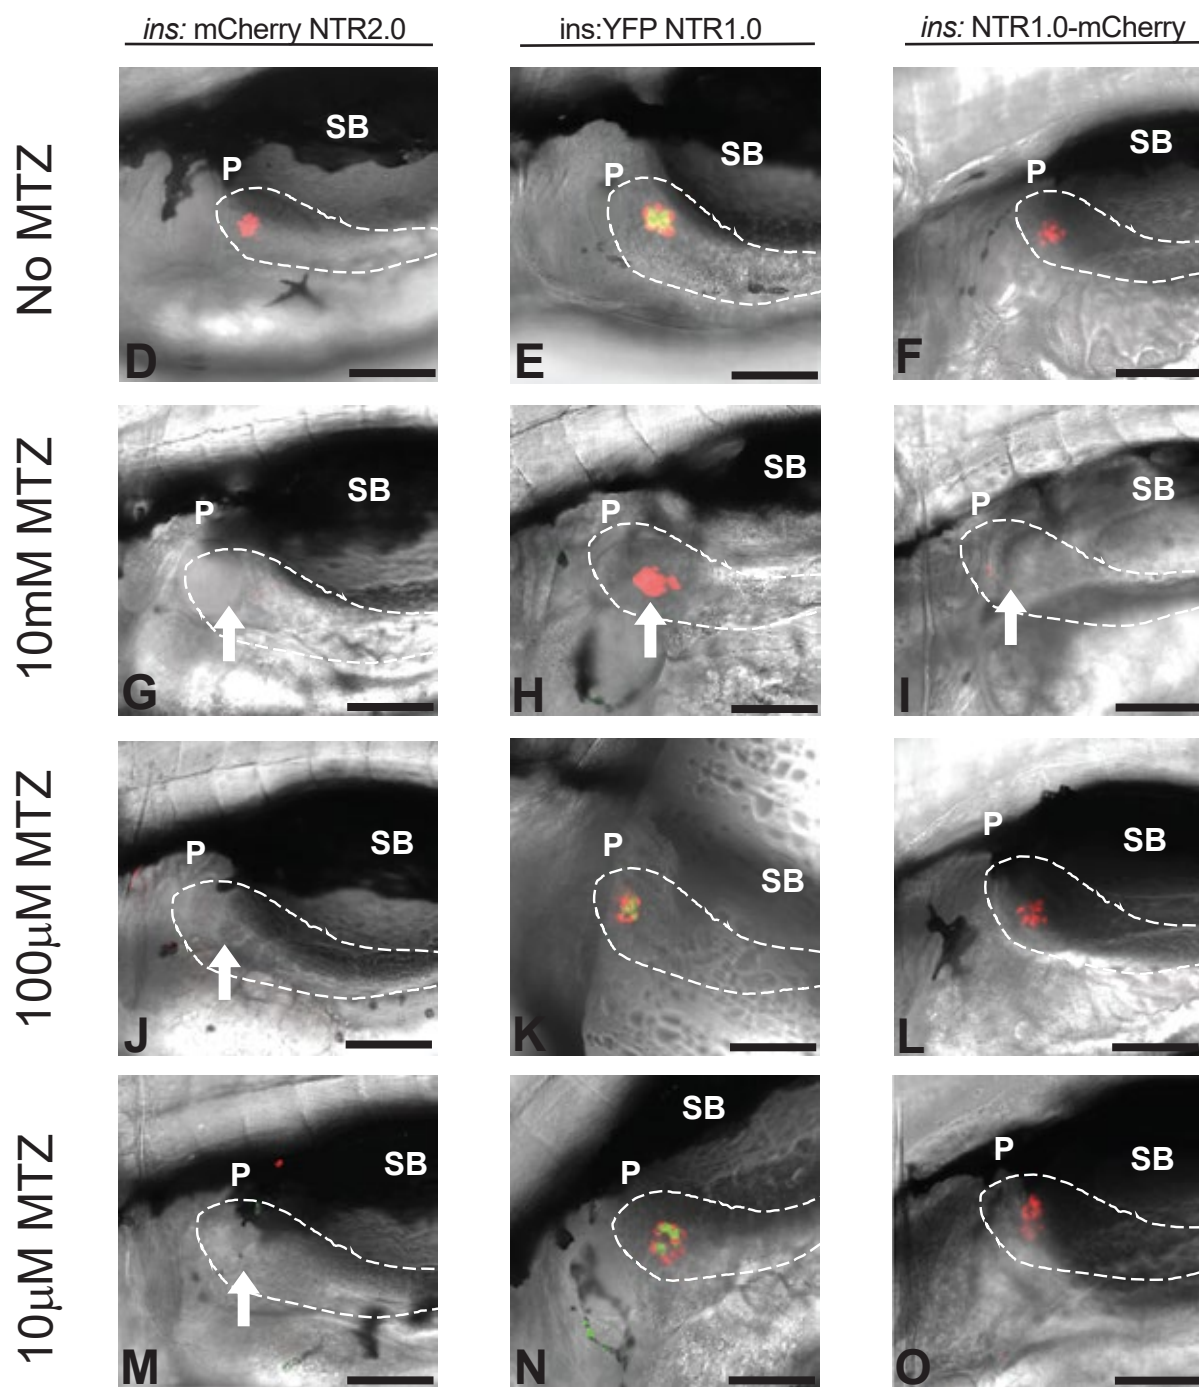 ins: mCherry NTR2.0 ins:YFP NTR1.0 ins: NTR1.0-mCherry
No MTZ
SB P D
SB P E
SB P F
10mM MTZ
SB P G
SB P H
SB P I
100μM MTZ
SB P J
P SB K
P SB L
10μM MTZ
P SB M
SB P N
P SB O